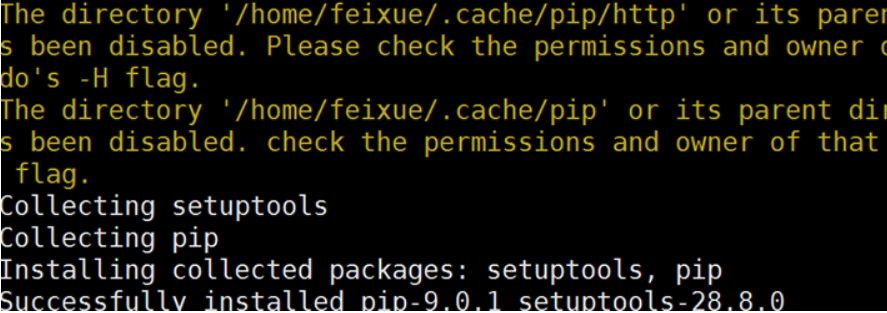 The directory '/home/feixue/.cache/pip/http' or its
s been disabled. Please check the permissions and owner
do's -H flag.
The directory '/home/feixue/.cache/pip' or its parent
s been disabled. check the permissions and owner of that
flag.
Collecting setuptools
Collecting pip
Installing collected packages: setuptools, pip
Successfully installed pip-9.0.1 setuptools-28.8.0